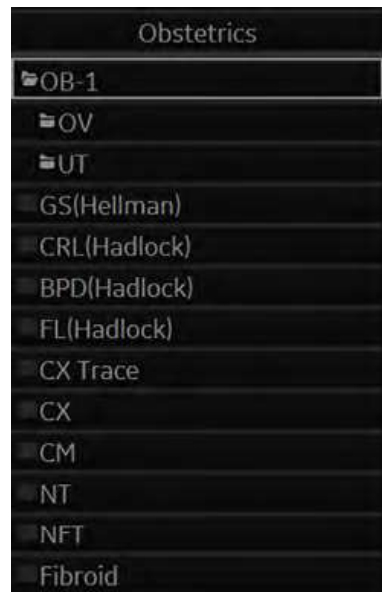 Obstetrics
OB-1
OV
UT
GS(Hellman)
CRL(Hadlock)
BPD(Hadlock)
FL(Hadlock)
CX Trace
CX
CM
NT
NFT
Fibroid